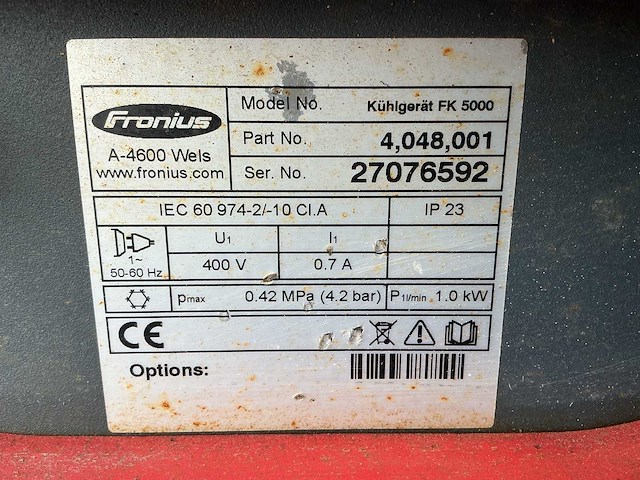 Fronius
A-4600 Wels
www.fronius.com
Model No. Kühlgerät FK 5000
Part No. 4,048,001
Ser. No. 27076592
IEC 60 974-2/-10 Cl.A IP 23
1~
50-60 Hz
U1 I1
400 V 0.7 A
pmax 0.42 MPa (4.2 bar) P1l/min 1.0 kW
CE
Options: